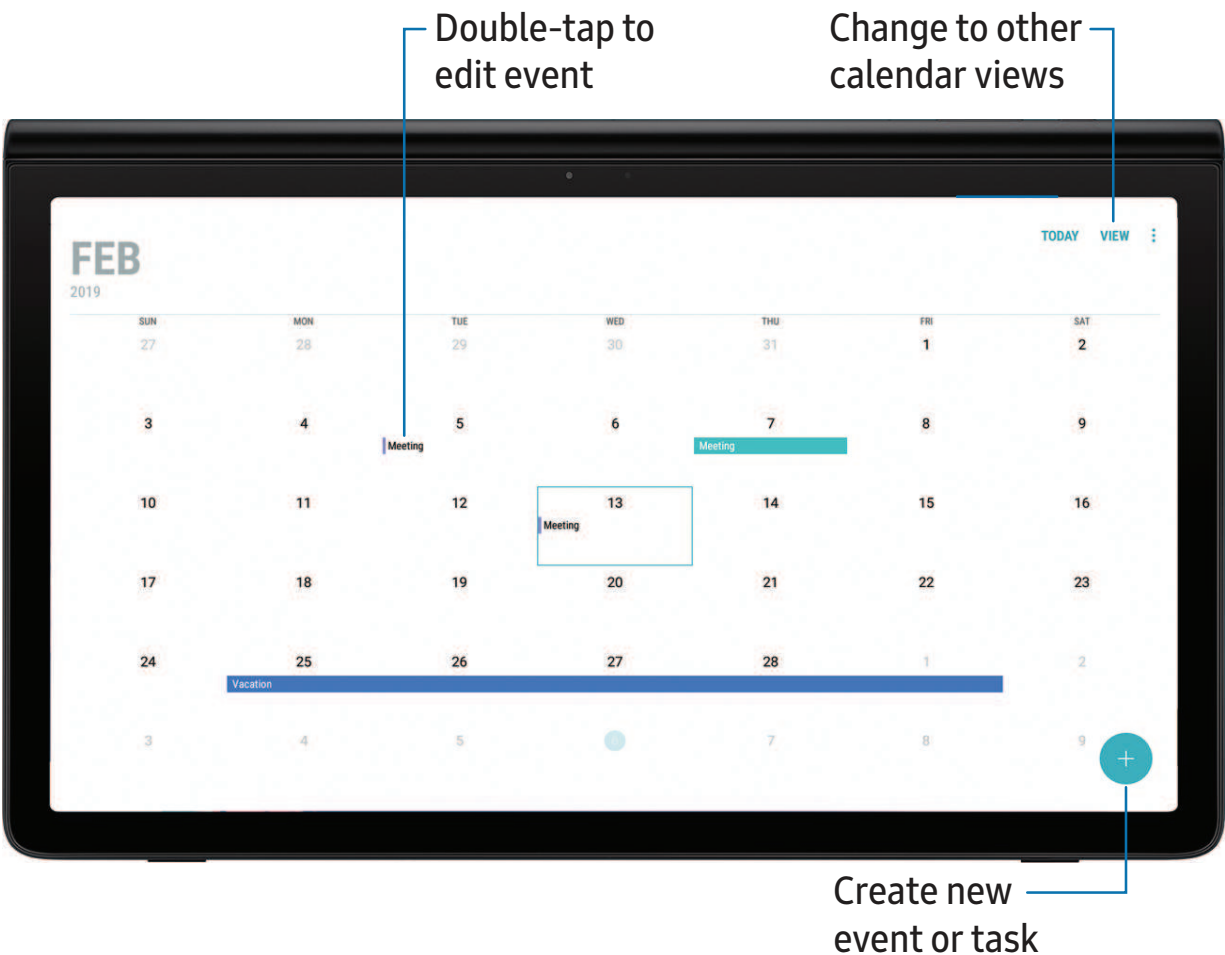 Double-tap to
edit event
Change to other
calendar views
TODAY VIEW
FEB
2019
SUN MON TUE WED THU FRI SAT
27 28 29 30 31 1 2
3 4 5 6 7 8 9
Meeting Meeting
10 11 12 13 14 15 16
Meeting
17 18 19 20 21 22 23
24 25 26 27 28 1 2
Vacation
3 4 5 7 8 9
Create new
event or task